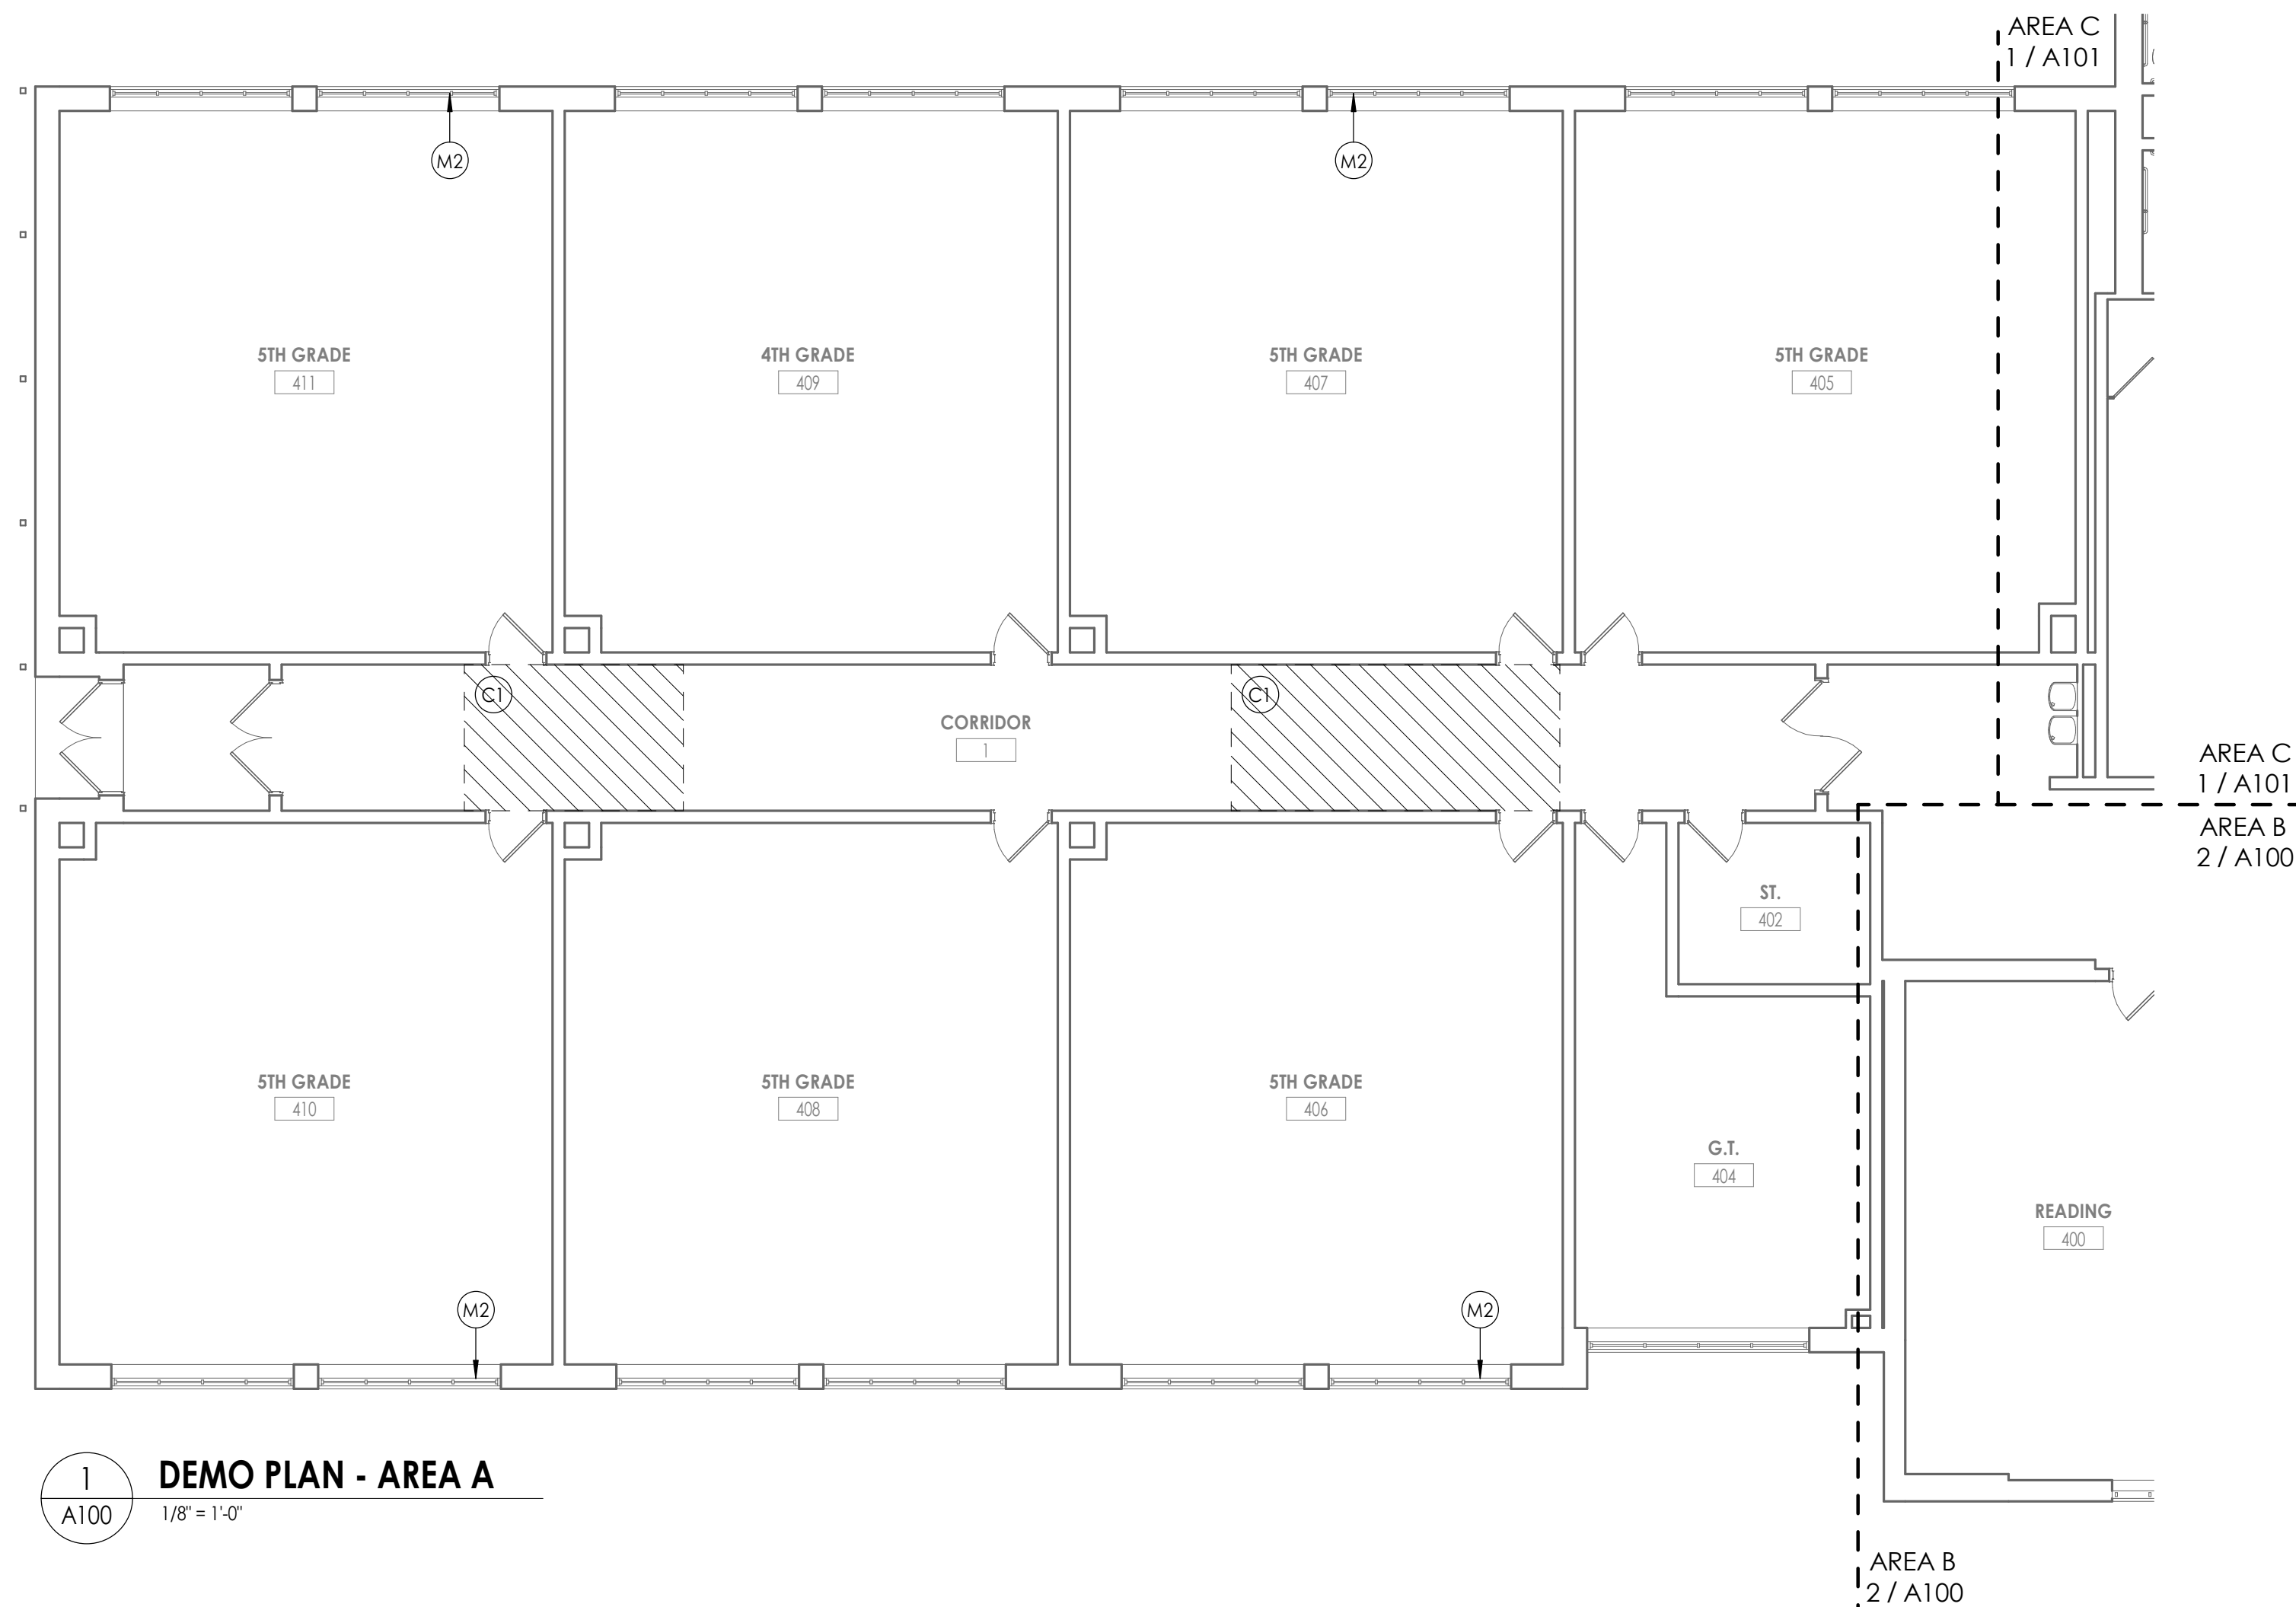 AREA C
1 / A101
M2
M2
5TH GRADE
411
4TH GRADE
409
5TH GRADE
407
5TH GRADE
405
C1
C1
CORRIDOR
1
AREA C
1 / A101
AREA B
2 / A100
ST.
402
5TH GRADE
410
5TH GRADE
408
5TH GRADE
406
G.T.
404
READING
400
M2
M2
1
A100
DEMO PLAN - AREA A
1/8" = 1'-0"
AREA B
2 / A100